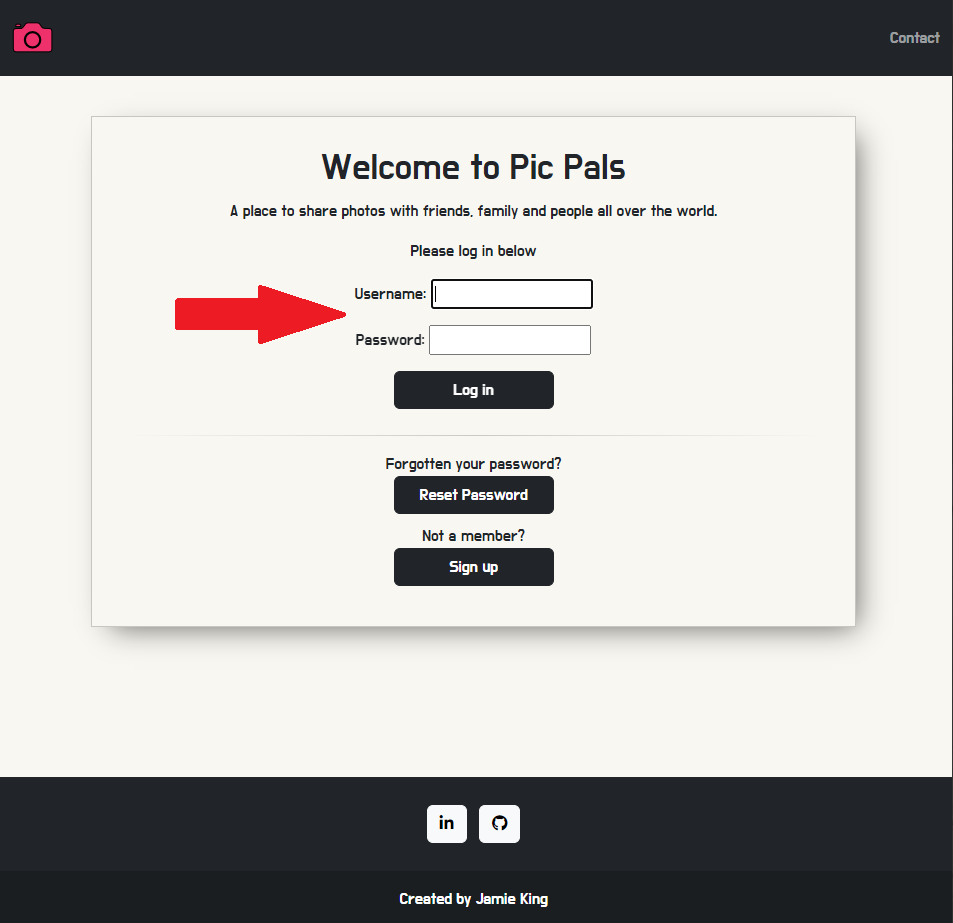 Contact
Welcome to Pic Pals
A place to share photos with friends, family and people all over the world.
Please log in below
Username:
Password:
Log in
Forgotten your password?
Reset Password
Not a member?
Sign up
in
Created by Jamie King